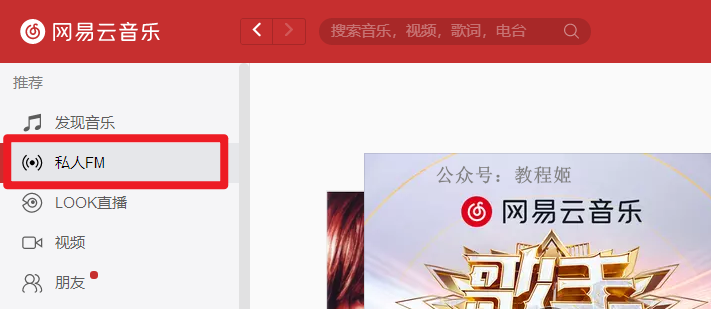 网易云音乐
搜索音乐，视频，歌词，电台
推荐
发现音乐
私人FM
LOOK直播
视频
朋友
公众号：教程姬
网易云音乐
歌手